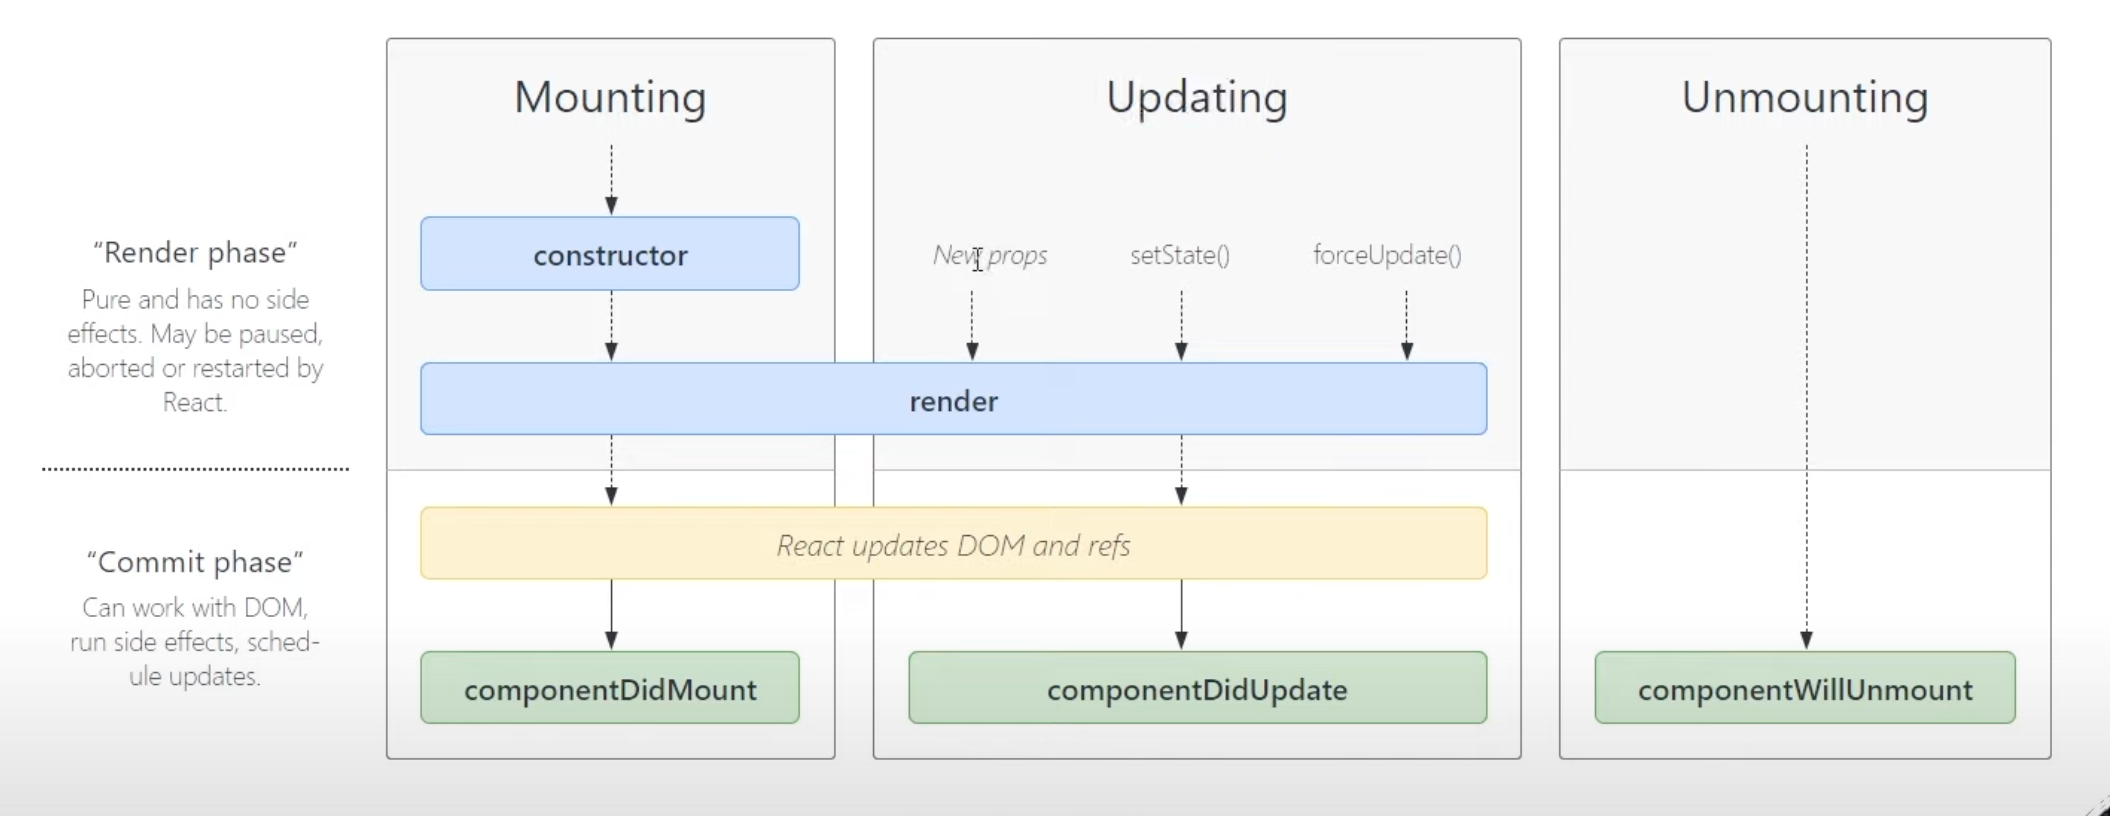 Mounting
Updating
Unmounting
“Render phase”
Pure and has no side
effects. May be paused,
aborted or restarted by
React.
constructor
New props
setState()
forceUpdate()
render
“Commit phase”
Can work with DOM,
run side effects, sched-
ule updates.
React updates DOM and refs
componentDidMount
componentDidUpdate
componentWillUnmount